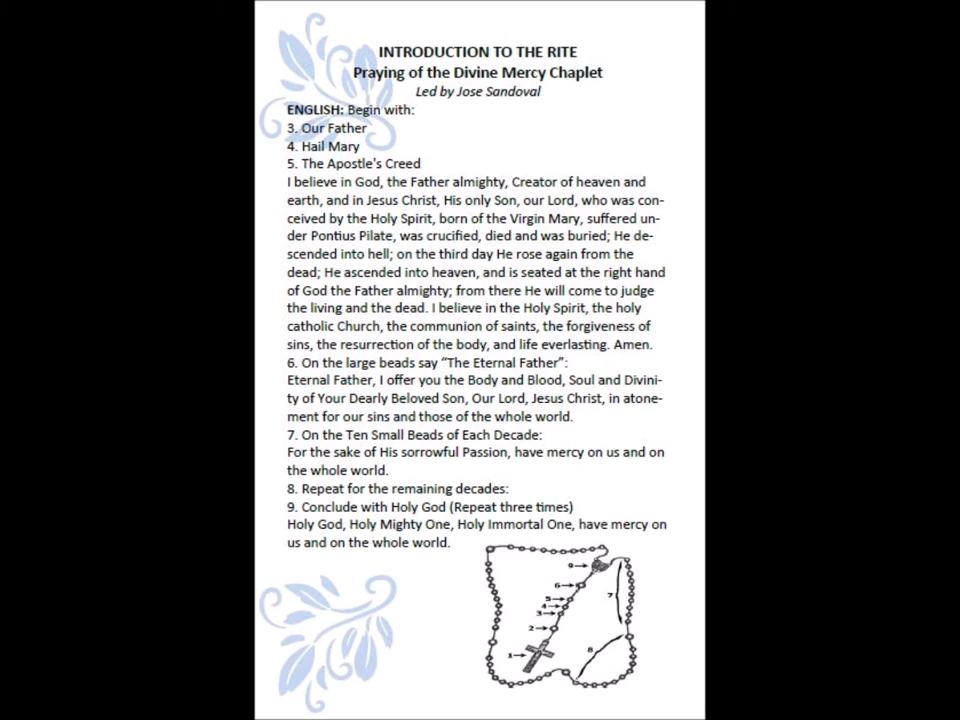 INTRODUCTION TO THE RITE
Praying of the Divine Mercy Chaplet
Led by Jose Sandoval
ENGLISH: Begin with:
3. Our Father
4. Hail Mary
5. The Apostle's Creed
I believe in God, the Father almighty, Creator of heaven and
earth, and in Jesus Christ, His only Son, our Lord, who was con-
ceived by the Holy Spirit, born of the Virgin Mary, suffered un-
der Pontius Pilate, was crucified, died and was buried; He de-
scended into hell; on the third day He rose again from the
dead; He ascended into heaven, and is seated at the right hand
of God the Father almighty; from there He will come to judge
the living and the dead. I believe in the Holy Spirit, the holy
catholic Church, the communion of saints, the forgiveness of
sins, the resurrection of the body, and life everlasting. Amen.
6. On the large beads say “The Eternal Father”:
Eternal Father, I offer you the Body and Blood, Soul and Divini-
ty of Your Dearly Beloved Son, Our Lord, Jesus Christ, in atone-
ment for our sins and those of the whole world.
7. On the Ten Small Beads of Each Decade:
For the sake of His sorrowful Passion, have mercy on us and on
the whole world.
8. Repeat for the remaining decades:
9. Conclude with Holy God (Repeat three times)
Holy God, Holy Mighty One, Holy Immortal One, have mercy on
us and on the whole world.
9
6
7
5
4
3
2
8
1